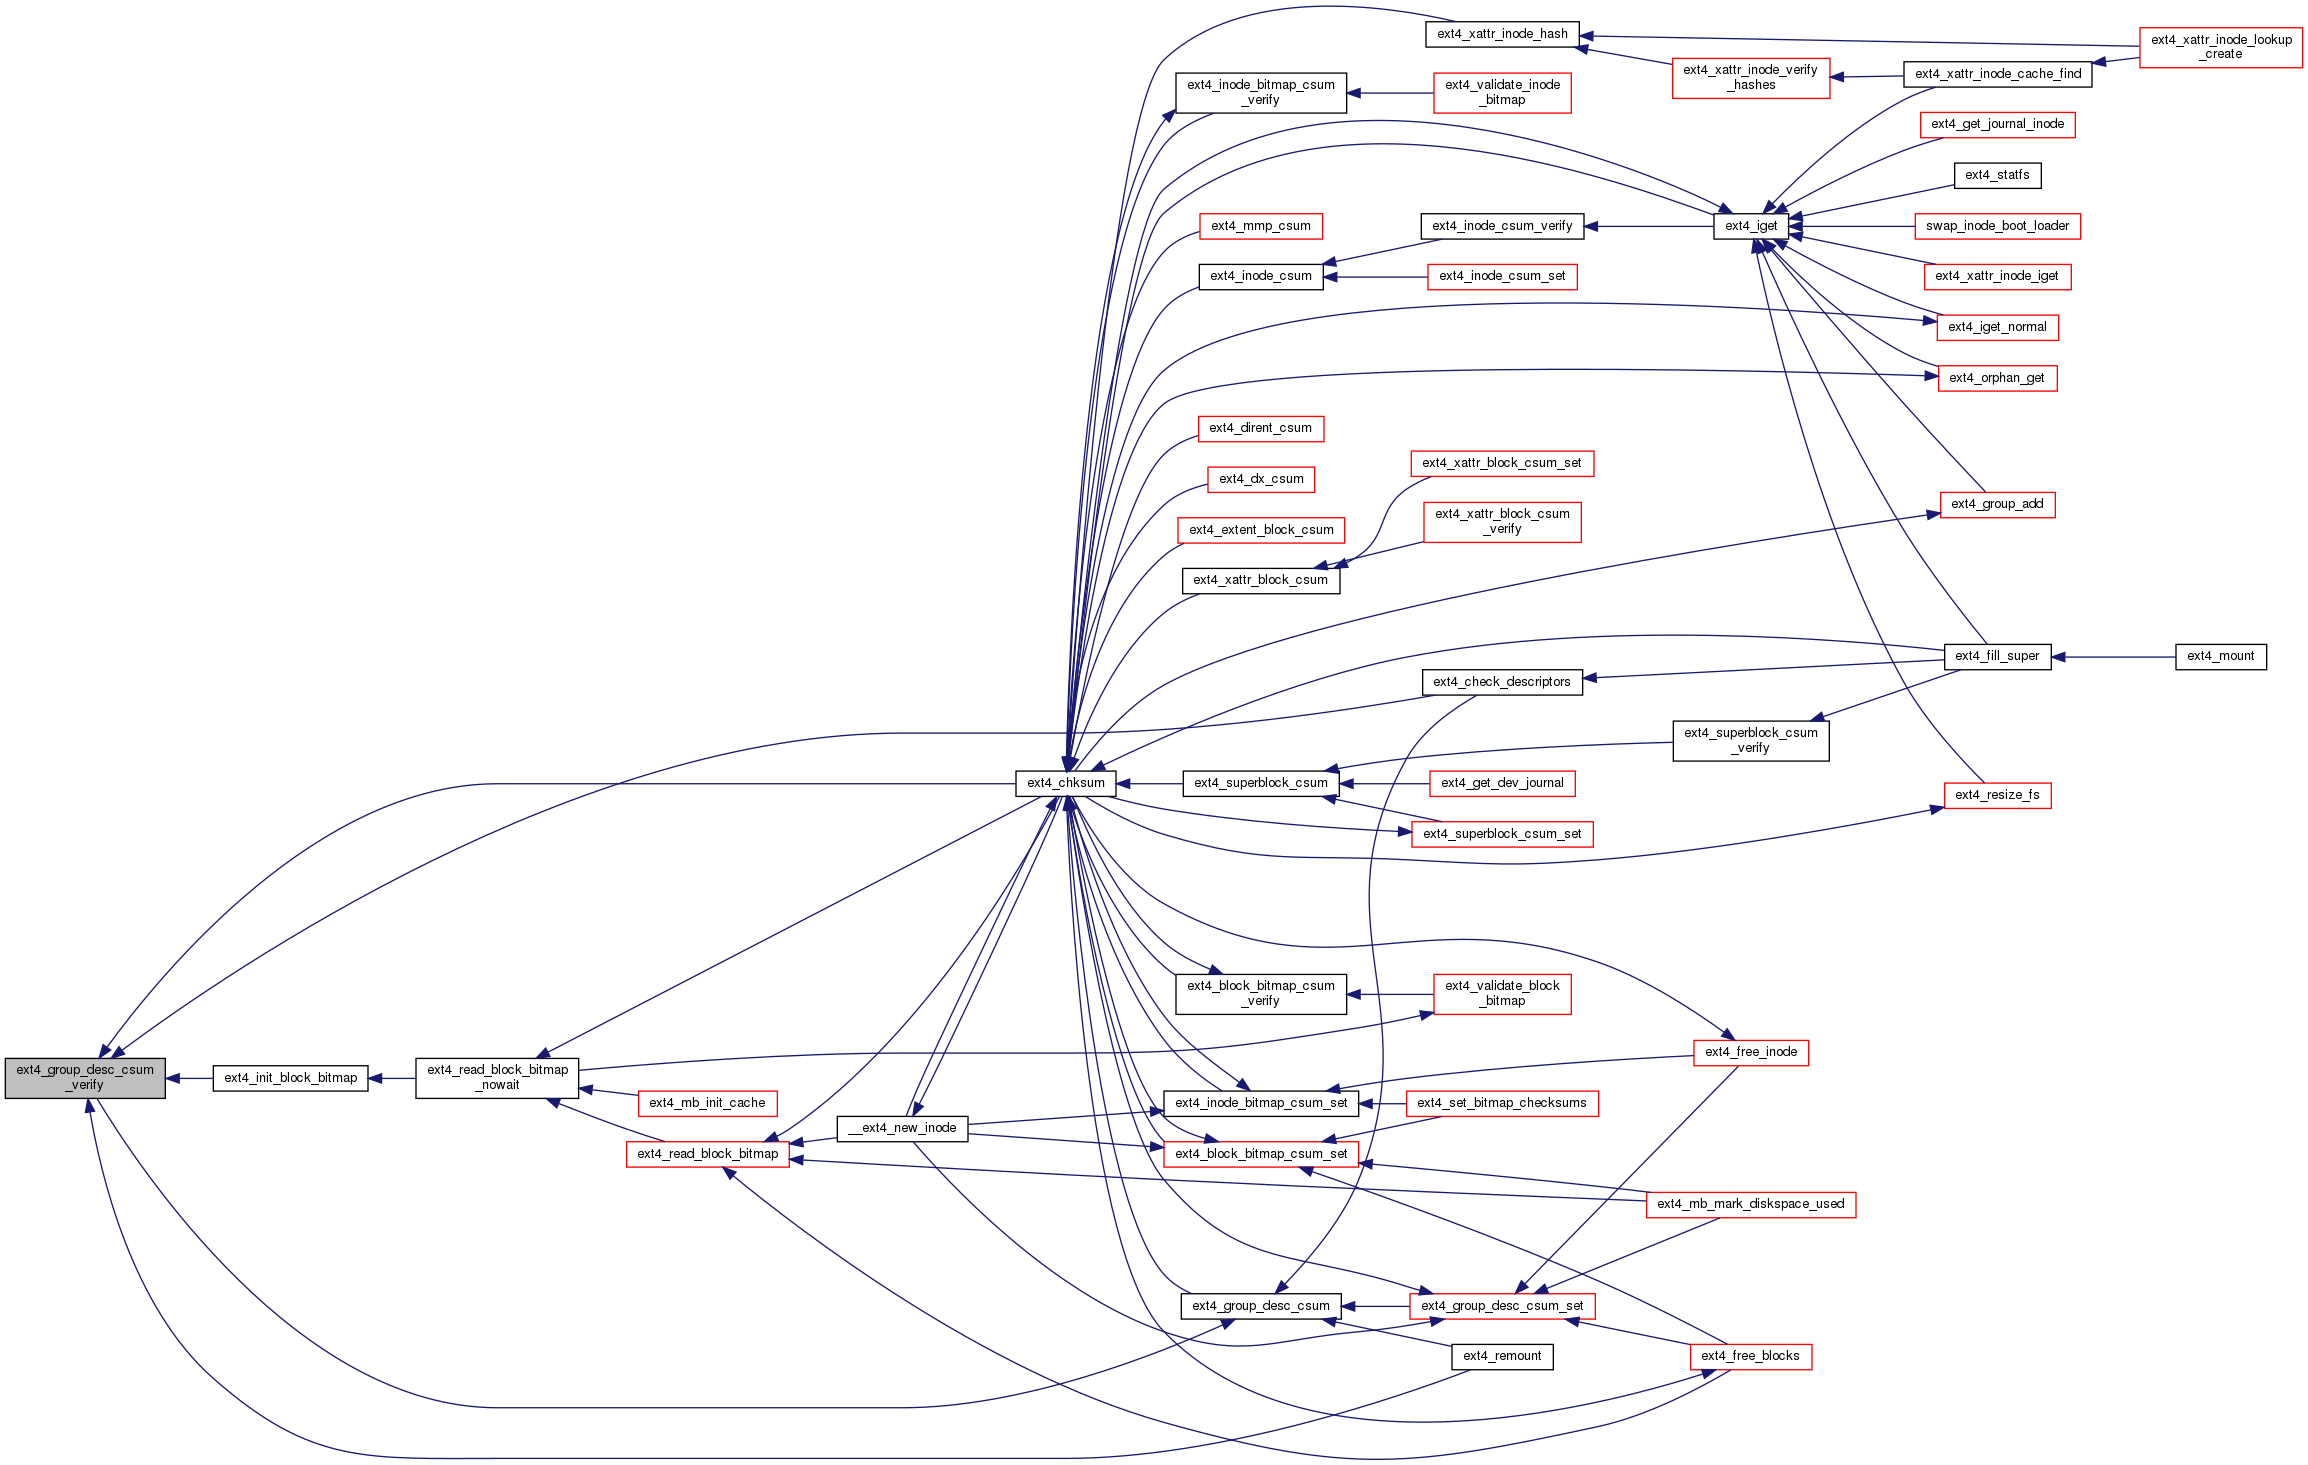 ext4_xattr_inode_hash
ext4_xattr_inode_lookup
_create
ext4_xattr_inode_verify
_hashes
ext4_xattr_inode_cache_find
ext4_inode_bitmap_csum
_verify
ext4_validate_inode
_bitmap
ext4_get_journal_inode
ext4_statfs
ext4_mmp_csum
ext4_inode_csum_verify
ext4_iget
swap_inode_boot_loader
ext4_inode_csum
ext4_inode_csum_set
ext4_xattr_inode_iget
ext4_iget_normal
ext4_orphan_get
ext4_dirent_csum
ext4_xattr_block_csum_set
ext4_dx_csum
ext4_group_add
ext4_xattr_block_csum
_verify
ext4_extent_block_csum
ext4_xattr_block_csum
ext4_fill_super
ext4_mount
ext4_check_descriptors
ext4_superblock_csum
_verify
ext4_chksum
ext4_superblock_csum
ext4_get_dev_journal
ext4_resize_fs
ext4_superblock_csum_set
ext4_block_bitmap_csum
_verify
ext4_validate_block
_bitmap
ext4_free_inode
ext4_group_desc_csum
_verify
ext4_init_block_bitmap
ext4_read_block_bitmap
_nowait
ext4_mb_init_cache
ext4_inode_bitmap_csum_set
ext4_set_bitmap_checksums
__ext4_new_inode
ext4_read_block_bitmap
ext4_block_bitmap_csum_set
ext4_mb_mark_diskspace_used
ext4_group_desc_csum
ext4_group_desc_csum_set
ext4_remount
ext4_free_blocks